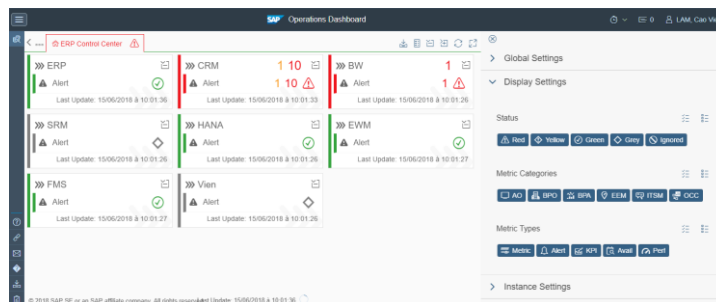 SAP Operations Dashboard
0 LAM, Cao Vie
... ERP Control Center
Global Settings
Display Settings
ERP
Alert
Last Update: 15/06/2018 à 10:01:36
CRM 1 10
Alert 1 10
Last Update: 15/06/2018 à 10:01:33
BW 1
Alert 1
Last Update: 15/06/2018 à 10:01:26
SRM
Alert
Last Update: 15/06/2018 à 10:01:26
HANA
Alert
Last Update: 15/06/2018 à 10:01:26
EWM
Alert
Last Update: 15/06/2018 à 10:01:27
FMS
Alert
Last Update: 15/06/2018 à 10:01:27
Vien
Alert
Last Update: 15/06/2018 à 10:01:26
Status
Red Yellow Green Grey Ignored
Metric Categories
AO BPO BPA EEM ITSM OCC
Metric Types
Metric Alert KPI Avail Perf
Instance Settings
© 2018 SAP SE or an SAP affiliate company. All rights Last Update: 15/06/2018 à 10:01:36